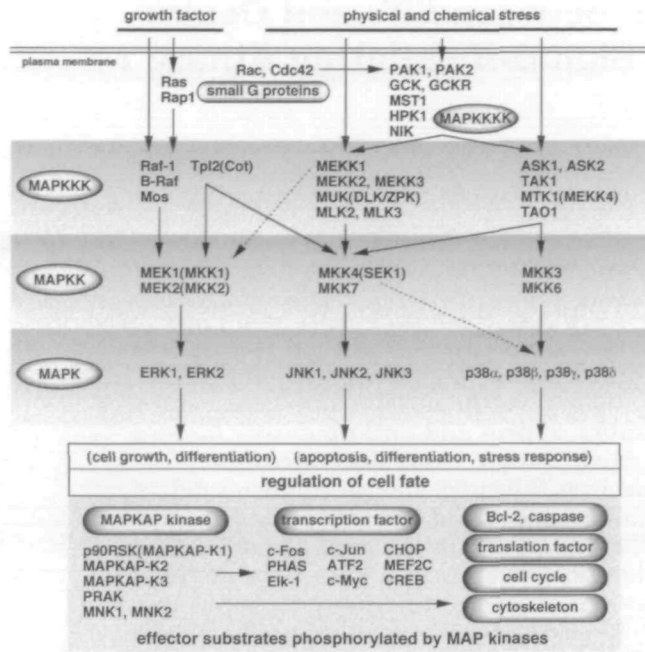 growth factor
physical and chemical stress
plasma membrane
Ras
Rap1
Rac, Cdc42
small G proteins
PAK1, PAK2
GCK, GCKR
MST1
HPK1
NIK
MAPKKKK
MAPKKK
Raf-1
B-Raf
Mos
Tpl2(Cot)
MEKK1
MEKK2, MEKK3
MUK(DLK/ZPK)
MLK2, MLK3
ASK1, ASK2
TAK1
MTK1(MEKK4)
TAO1
MAPKK
MEK1(MKK1)
MEK2(MKK2)
MKK4(SEK1)
MKK7
MKK3
MKK6
MAPK
ERK1, ERK2
JNK1, JNK2, JNK3
p38α, p38β, p38γ, p38δ
(cell growth, differentiation)
(apoptosis, differentiation, stress response)
regulation of cell fate
MAPKAP kinase
p90RSK(MAPKAP-K1)
MAPKAP-K2
MAPKAP-K3
PRAK
MNK1, MNK2
transcription factor
c-Fos c-Jun CHOP
PHAS ATF2 MEF2C
Elk-1 c-Myc CREB
Bcl-2, caspase
translation factor
cell cycle
cytoskeleton
effector substrates phosphorylated by MAP kinases